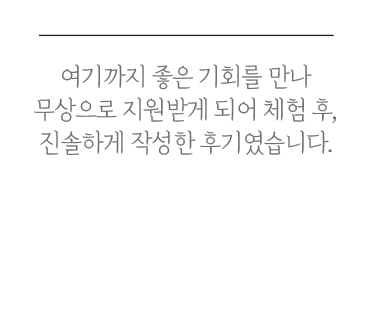 여기까지 좋은 기회를 만나
무상으로 지원받게 되어 체험 후,
진솔하게 작성한 후기였습니다.